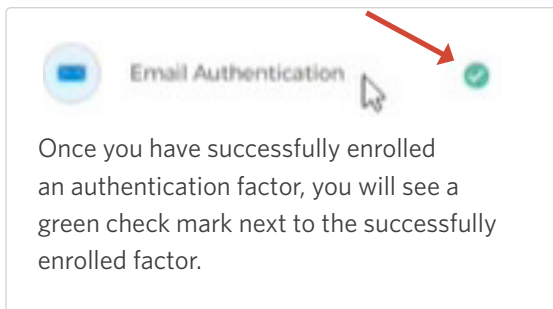 Email Authentication
Once you have successfully enrolled
an authentication factor, you will see a
green check mark next to the successfully
enrolled factor.